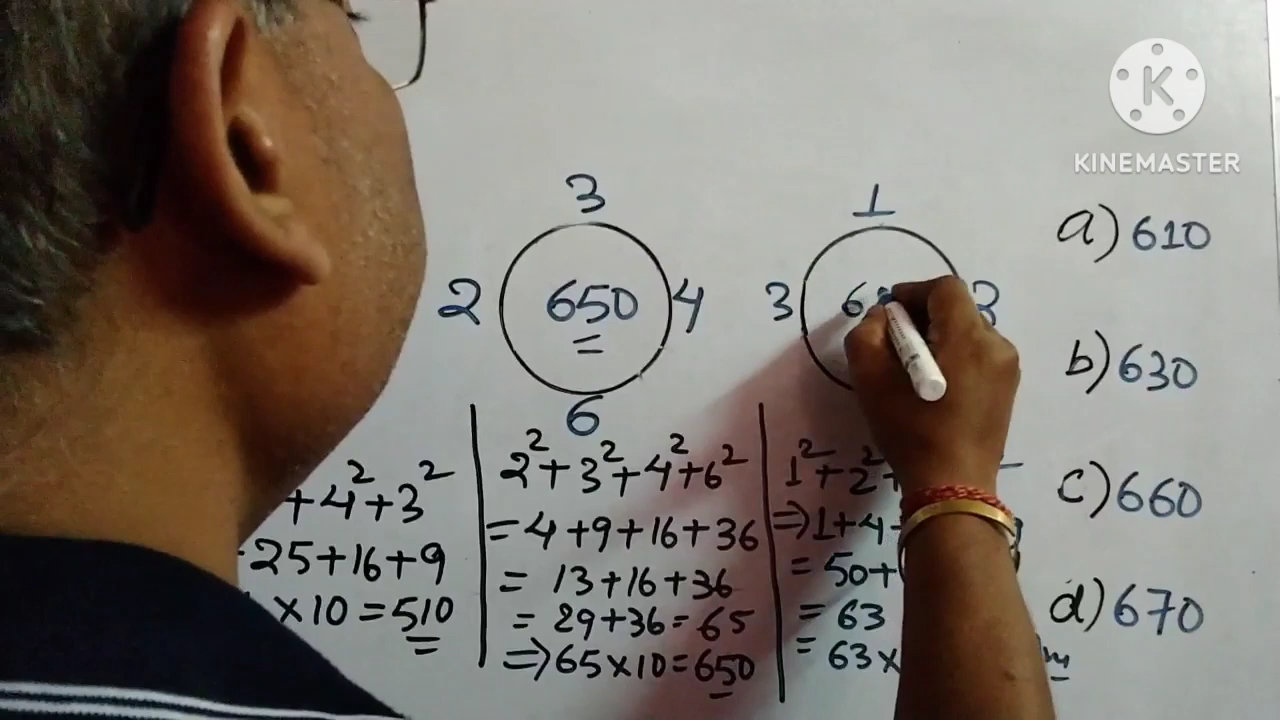 KINEMASTER
3
1
a) 610
2 650 4
3
6
b) 630
+ 4² + 3²
25+16+9
×10 = 510
2² + 3² + 4² + 6²
= 4+9+16+36
= 13+16+36
= 29+36 = 65
⇒ 65×10 = 650
1² + 2² +
⇒ 1+4
= 50+
= 63
= 63×
c) 660
d) 670